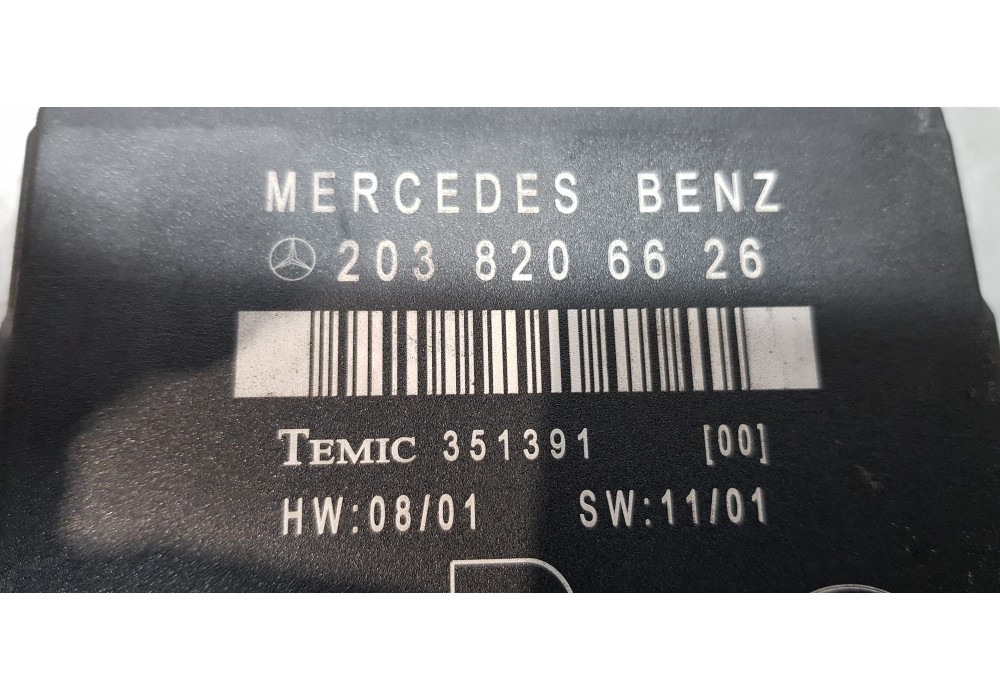 MERCEDES BENZ
203 820 66 26
TEMIC 351391 [00]
HW:08/01 SW:11/01